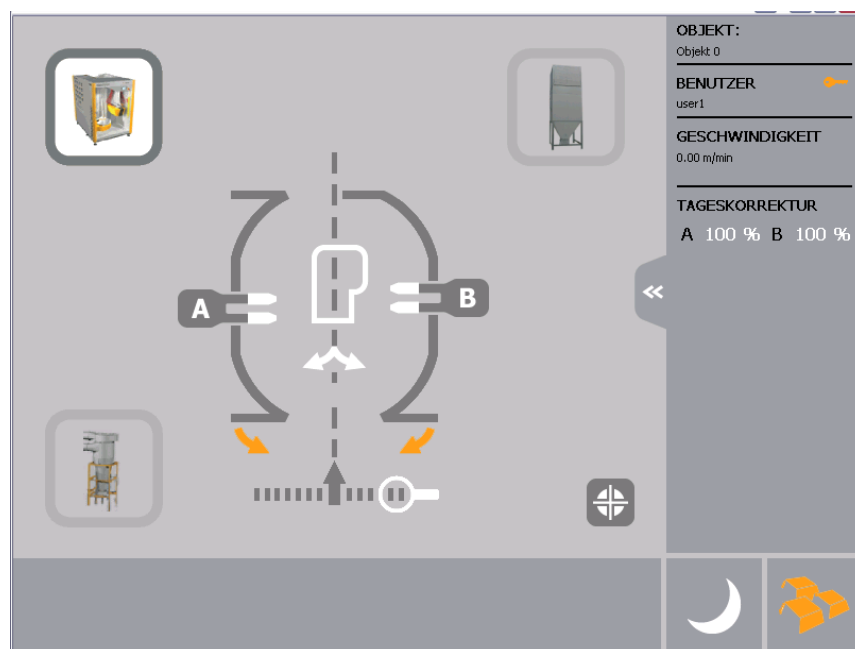 OBJEKT:
Objekt 0
BENUTZER
user1
GESCHWINDIGKEIT
0.00 m/min
TAGESKORREKTUR
A 100 % B 100 %
A
B